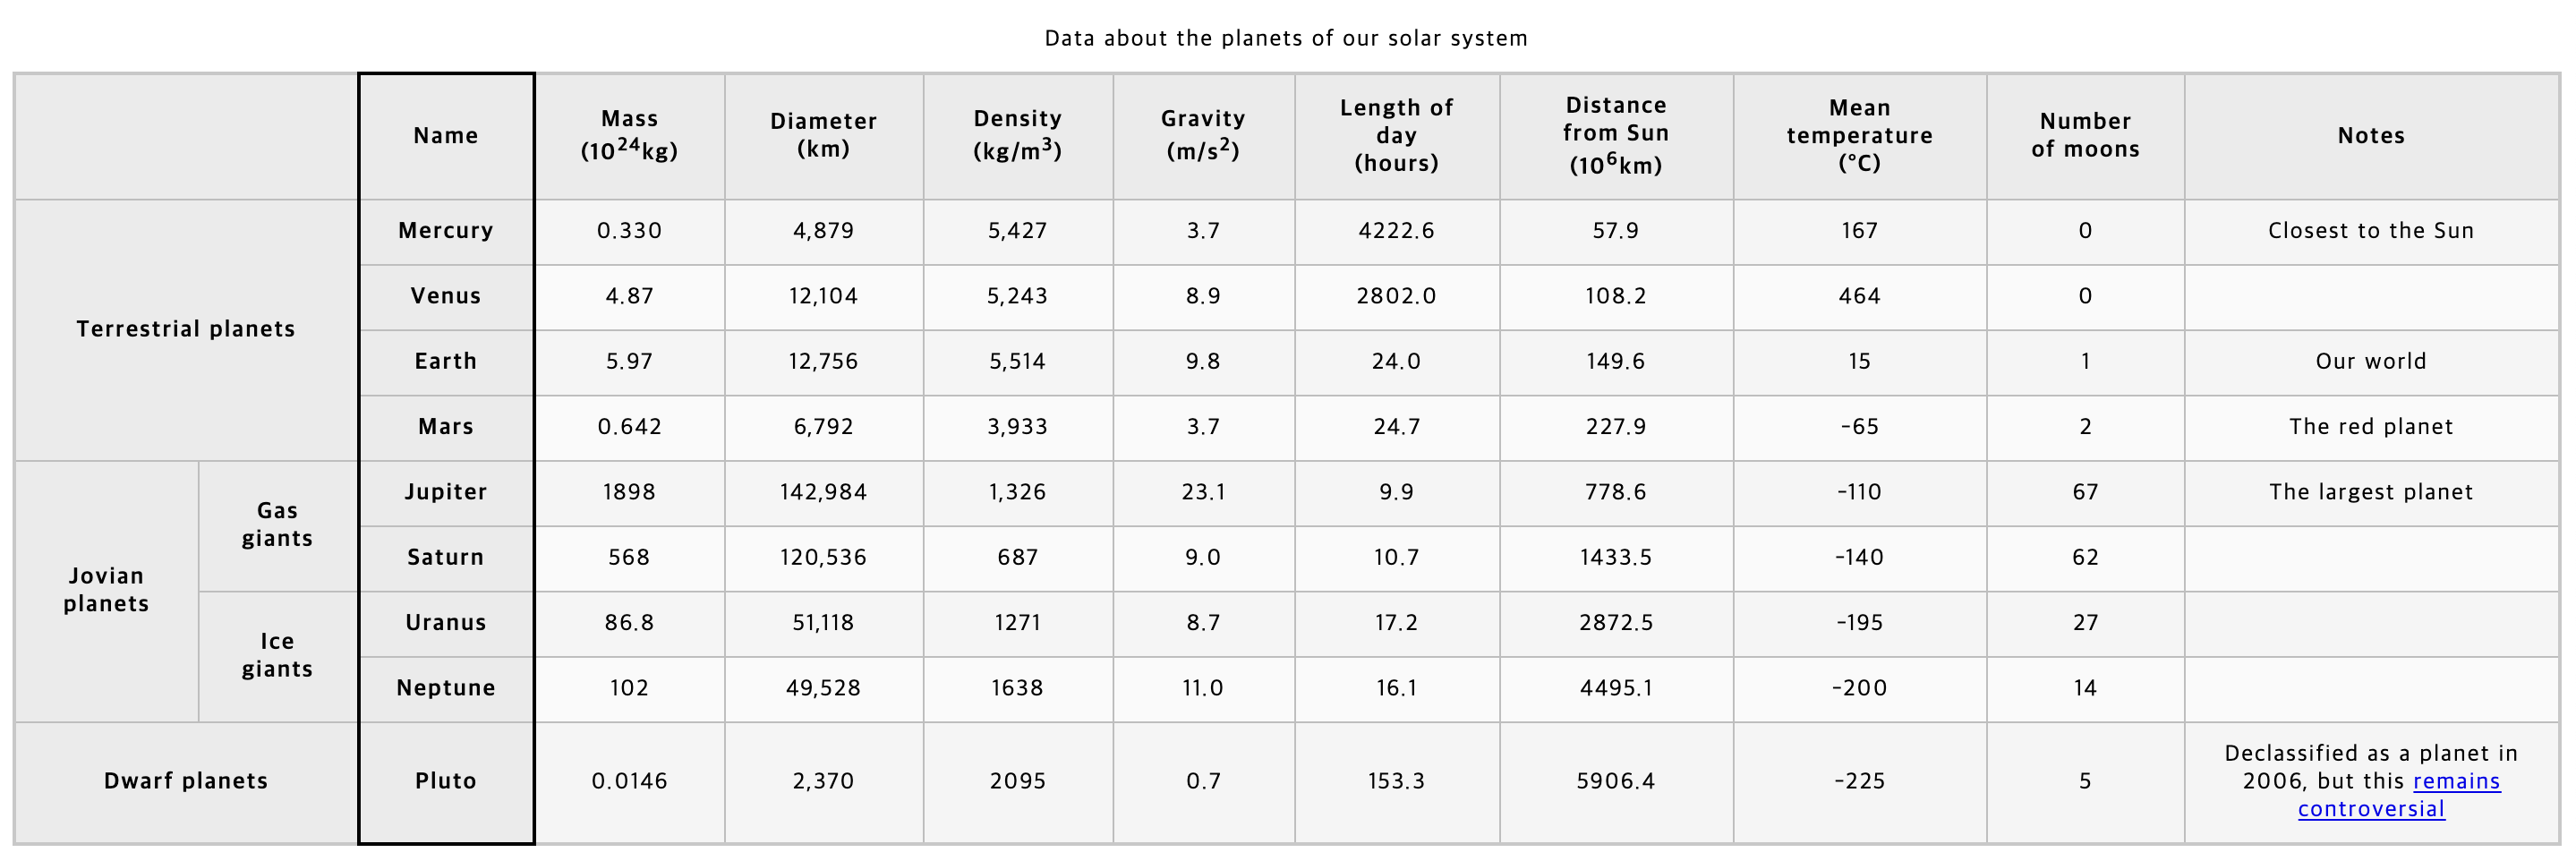 Data about the planets of our solar system
Name Mass (10²⁴kg) Diameter (km) Density (kg/m³) Gravity (m/s²) Length of day (hours) Distance from Sun (10⁶km) Mean temperature (°C) Number of moons Notes
Terrestrial planets Mercury 0.330 4,879 5,427 3.7 4222.6 57.9 167 0 Closest to the Sun
Venus 4.87 12,104 5,243 8.9 2802.0 108.2 464 0
Earth 5.97 12,756 5,514 9.8 24.0 149.6 15 1 Our world
Mars 0.642 6,792 3,933 3.7 24.7 227.9 -65 2 The red planet
Jovian planets Gas giants Jupiter 1898 142,984 1,326 23.1 9.9 778.6 -110 67 The largest planet
Saturn 568 120,536 687 9.0 10.7 1433.5 -140 62
Ice giants Uranus 86.8 51,118 1271 8.7 17.2 2872.5 -195 27
Neptune 102 49,528 1638 11.0 16.1 4495.1 -200 14
Dwarf planets Pluto 0.0146 2,370 2095 0.7 153.3 5906.4 -225 5 Declassified as a planet in 2006, but this remains controversial